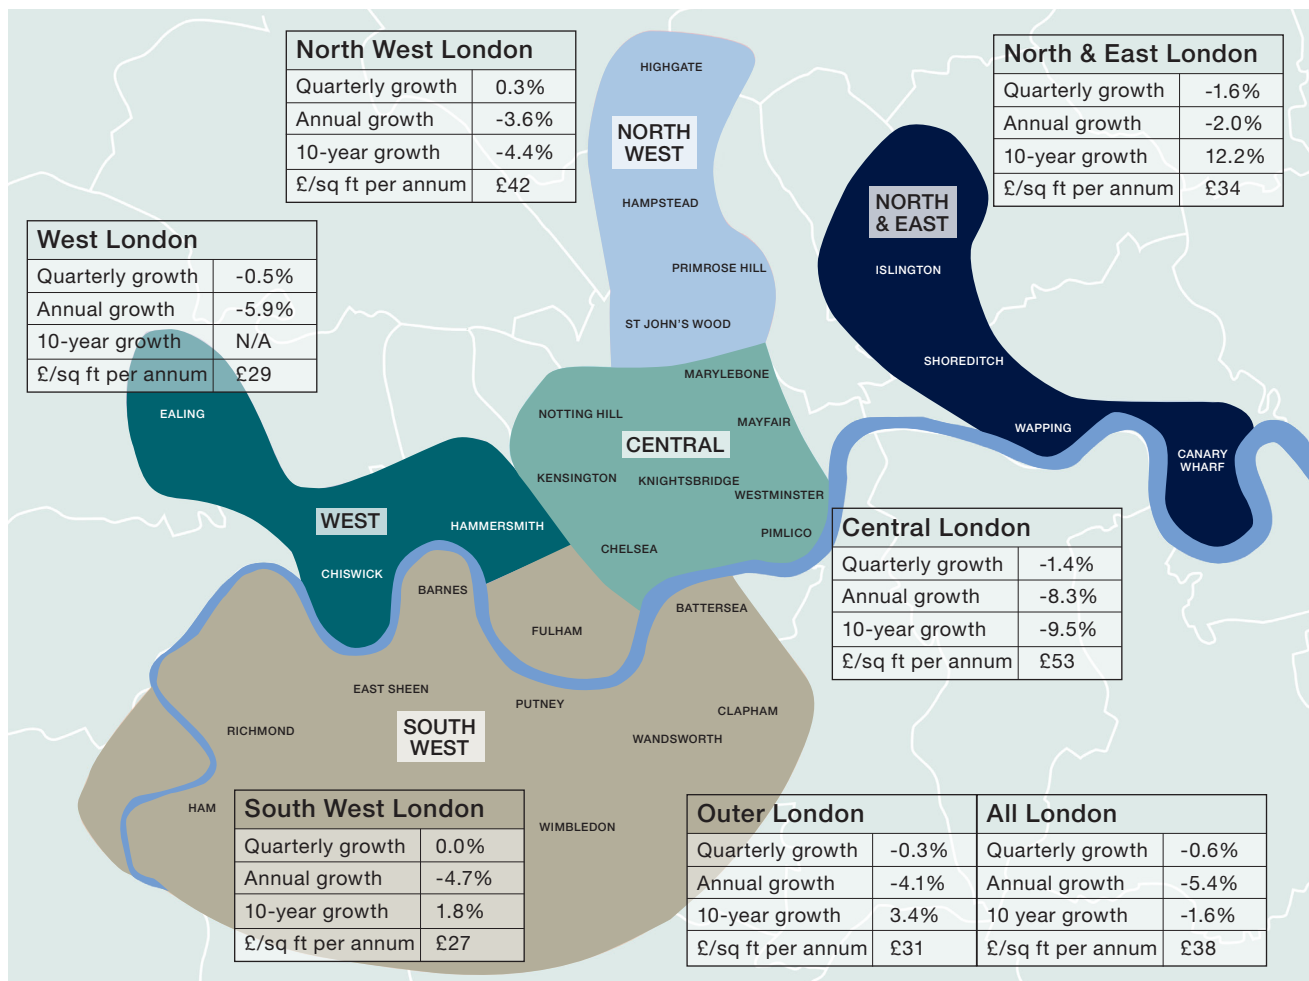 North West London
Quarterly growth 0.3%
Annual growth -3.6%
10-year growth -4.4%
£/sq ft per annum £42
North & East London
Quarterly growth -1.6%
Annual growth -2.0%
10-year growth 12.2%
£/sq ft per annum £34
West London
Quarterly growth -0.5%
Annual growth -5.9%
10-year growth N/A
£/sq ft per annum £29
HIGHGATE
NORTH
WEST
HAMPSTEAD
PRIMROSE HILL
ST JOHN'S WOOD
NORTH
& EAST
ISLINGTON
SHOREDITCH
WAPPING
CANARY
WHARF
MARYLEBONE
NOTTING HILL
MAYFAIR
CENTRAL
KENSINGTON
KNIGHTSBRIDGE
WESTMINSTER
PIMLICO
CHELSEA
EALING
WEST
HAMMERSMITH
CHISWICK
Central London
Quarterly growth -1.4%
Annual growth -8.3%
10-year growth -9.5%
£/sq ft per annum £53
BARNES
BATTERSEA
FULHAM
EAST SHEEN
PUTNEY
CLAPHAM
RICHMOND
SOUTH
WEST
WANDSWORTH
HAM
WIMBLEDON
South West London
Quarterly growth 0.0%
Annual growth -4.7%
10-year growth 1.8%
£/sq ft per annum £27
Outer London
Quarterly growth -0.3%
Annual growth -4.1%
10-year growth 3.4%
£/sq ft per annum £31
All London
Quarterly growth -0.6%
Annual growth -5.4%
10 year growth -1.6%
£/sq ft per annum £38